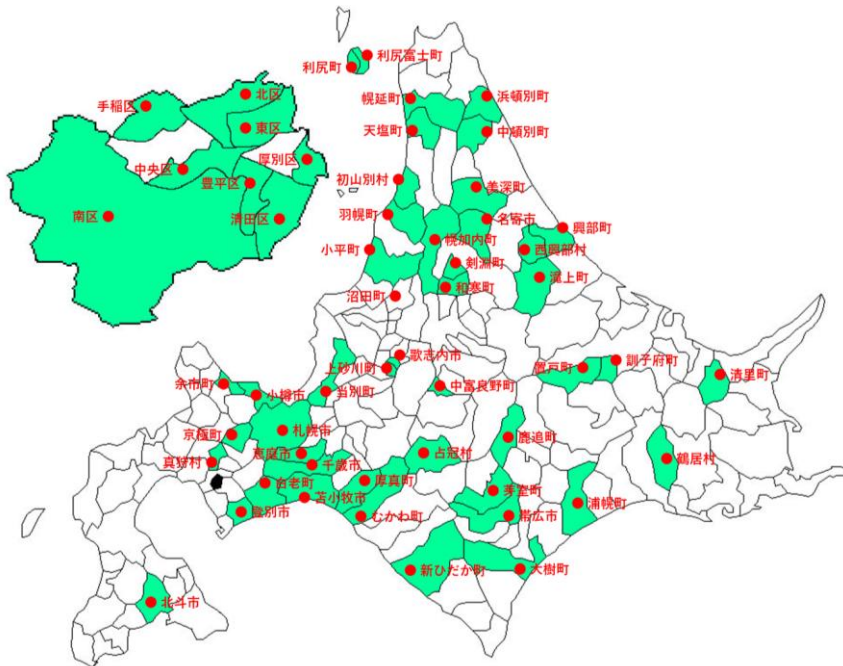 利尻富士町
利尻町
北区
手稲区
東区
厚別区
中央区
豊平区
南区
清田区
幌延町
浜頓別町
天塩町
中頓別町
初山別村
美深町
羽幌町
名寄市
興部町
幌加内町
小平町
西興部村
剣淵町
滝上町
和寒町
沼田町
歌志内市
上砂川町
置戸町
訓子府町
清里町
余市町
小樽市
当別町
中富良野町
京極町
札幌市
鹿追町
恵庭市
占冠村
真狩村
千歳市
鶴居村
白老町
厚真町
芽室町
苫小牧市
浦幌町
登別市
むかわ町
帯広市
新ひだか町
大樹町
北斗市